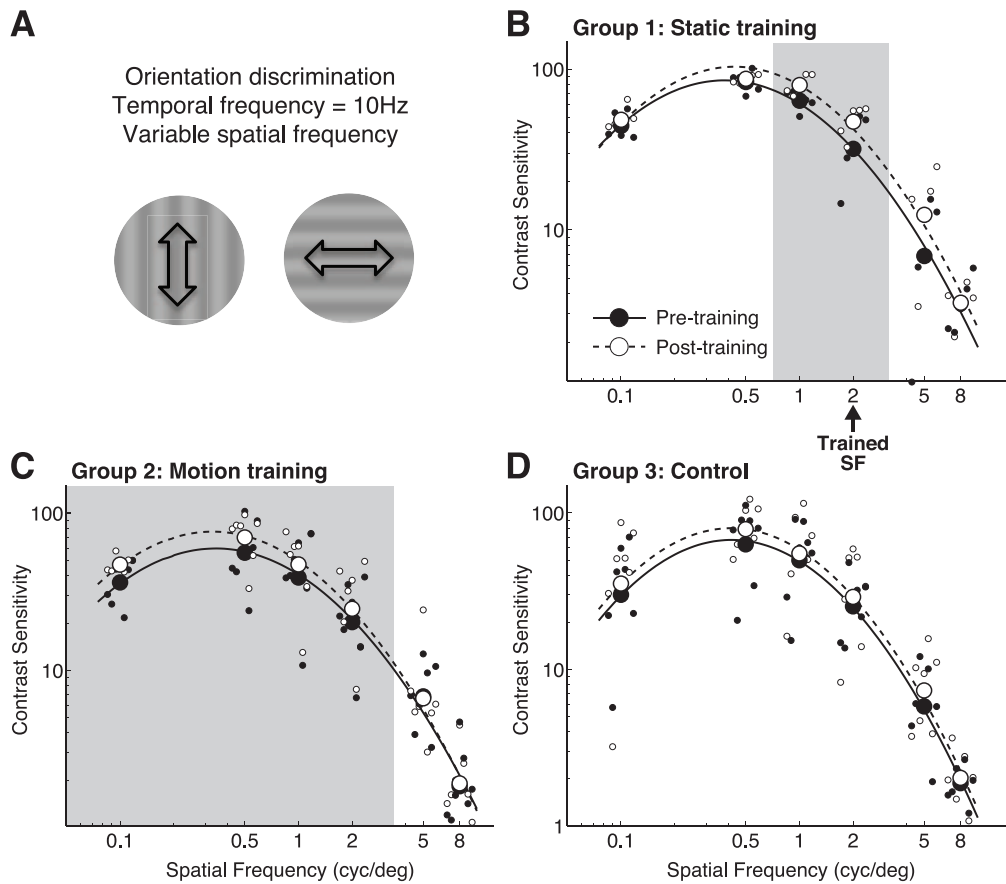 A
Orientation discrimination
Temporal frequency = 10Hz
Variable spatial frequency
B
Group 1: Static training
Contrast Sensitivity
100
10
Pre-training
Post-training
0.1 0.5 1 2 5 8
Trained
SF
C
Group 2: Motion training
Contrast Sensitivity
100
10
1
0.1 0.5 1 2 5 8
Spatial Frequency (cyc/deg)
D
Group 3: Control
Contrast Sensitivity
100
10
1
0.1 0.5 1 2 5 8
Spatial Frequency (cyc/deg)